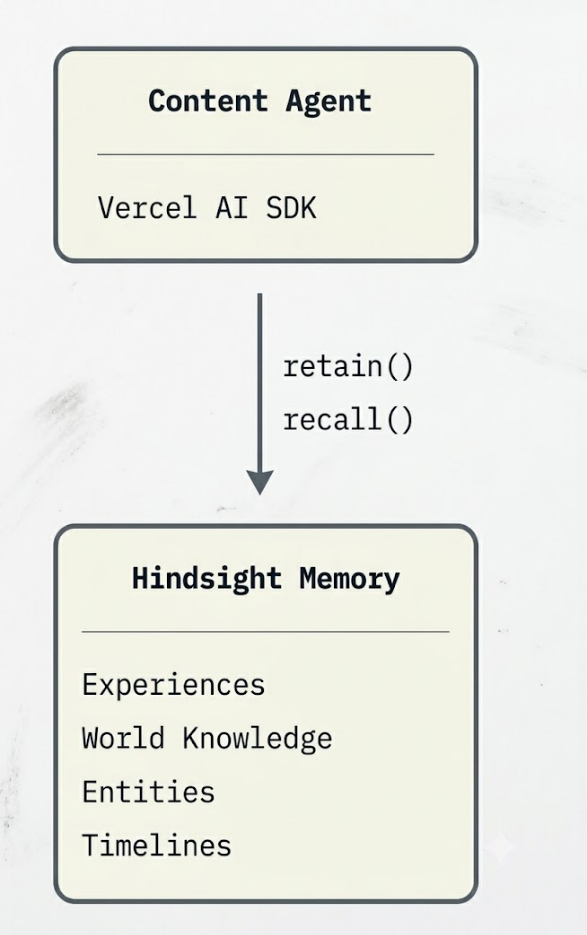 Content Agent
Vercel AI SDK
retain()
recall()
Hindsight Memory
Experiences
World Knowledge
Entities
Timelines